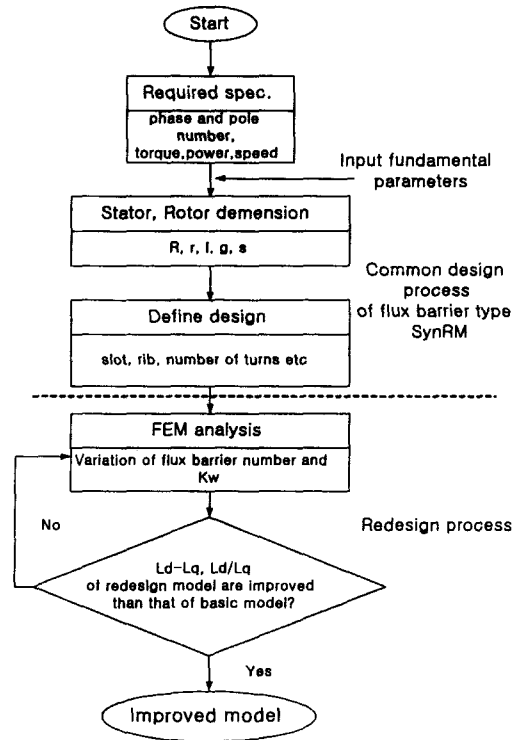 Start
Required spec.
phase and pole
number,
torque,power,speed
Input fundamental
parameters
Stator, Rotor demension
R, r, l, g, s
Common design
process
of flux barrier type
SynRM
Define design
slot, rib, number of turns etc
FEM analysis
Variation of flux barrier number and
Kw
No
Redesign process
Ld-Lq, Ld/Lq
of redesign model are improved
than that of basic model?
Yes
Improved model